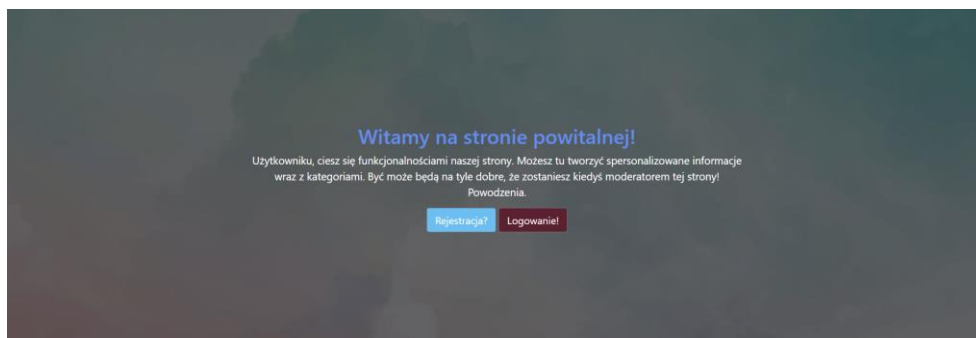 Witamy na stronie powitalnej!
Użytkowniku, ciesz się funkcjonalnościami naszej strony. Możesz tu tworzyć spersonalizowane informacje
wraz z kategoriami. Być może będą na tyle dobre, że zostaniesz kiedyś moderatorem tej strony!
Powodzenia.
Rejestracja? Logowanie!